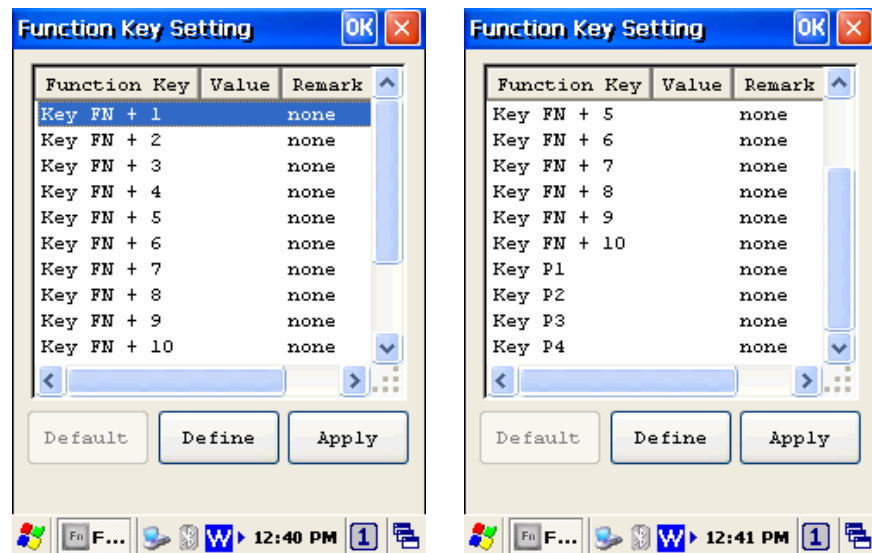 Function Key Setting OK
Function Key Value Remark
Key FN + 1 none
Key FN + 2 none
Key FN + 3 none
Key FN + 4 none
Key FN + 5 none
Key FN + 6 none
Key FN + 7 none
Key FN + 8 none
Key FN + 9 none
Key FN + 10 none
Default Define Apply
Fn F... W 12:40 PM 1
Function Key Setting OK
Function Key Value Remark
Key FN + 5 none
Key FN + 6 none
Key FN + 7 none
Key FN + 8 none
Key FN + 9 none
Key FN + 10 none
Key P1 none
Key P2 none
Key P3 none
Key P4 none
Default Define Apply
Fn F... W 12:41 PM 1